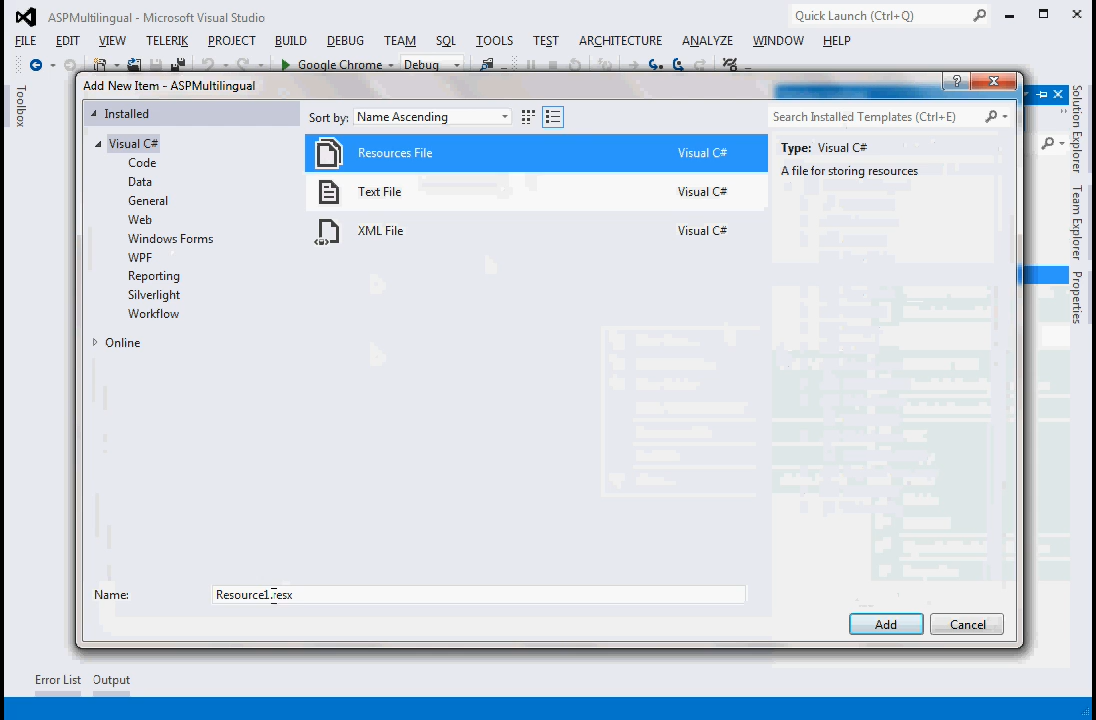 ASPMultilingual - Microsoft Visual Studio
Quick Launch (Ctrl+Q)
FILE EDIT VIEW TELERIK PROJECT BUILD DEBUG TEAM SQL TOOLS TEST ARCHITECTURE ANALYZE WINDOW HELP
Google Chrome Debug
Toolbox
Add New Item - ASPMultilingual
Installed
Sort by: Name Ascending
Search Installed Templates (Ctrl+E)
Visual C#
Code
Data
General
Web
Windows Forms
WPF
Reporting
Silverlight
Workflow
Online
Resources File Visual C#
Text File Visual C#
XML File Visual C#
Type: Visual C#
A file for storing resources
Solution Explorer
Team Explorer
Properties
Name: Resource1.resx
Add Cancel
Error List Output